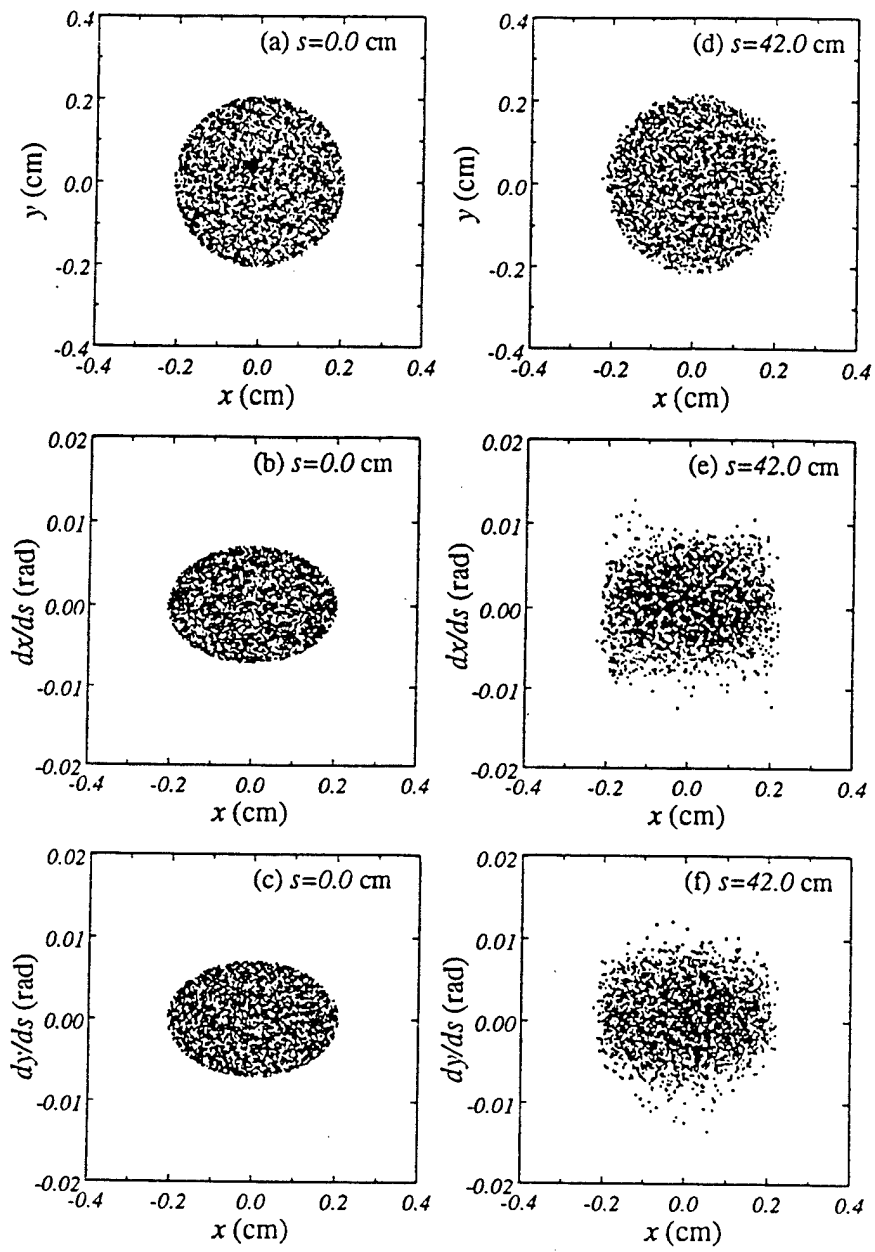 0.4
(a) s=0.0 cm
0.2
y (cm)
0.0
-0.2
-0.4
-0.4 -0.2 0.0 0.2 0.4
x (cm)
0.4
(d) s=42.0 cm
0.2
y (cm)
0.0
-0.2
-0.4
-0.4 -0.2 0.0 0.2 0.4
x (cm)
0.02
(b) s=0.0 cm
0.01
dx/ds (rad)
0.00
-0.01
-0.02
-0.4 -0.2 0.0 0.2 0.4
x (cm)
0.02
(e) s=42.0 cm
0.01
dx/ds (rad)
0.00
-0.01
-0.02
-0.4 -0.2 0.0 0.2 0.4
x (cm)
0.02
(c) s=0.0 cm
0.01
dy/ds (rad)
0.00
-0.01
-0.02
-0.4 -0.2 0.0 0.2 0.4
x (cm)
0.02
(f) s=42.0 cm
0.01
dy/ds (rad)
0.00
-0.01
-0.02
-0.4 -0.2 0.0 0.2 0.4
x (cm)